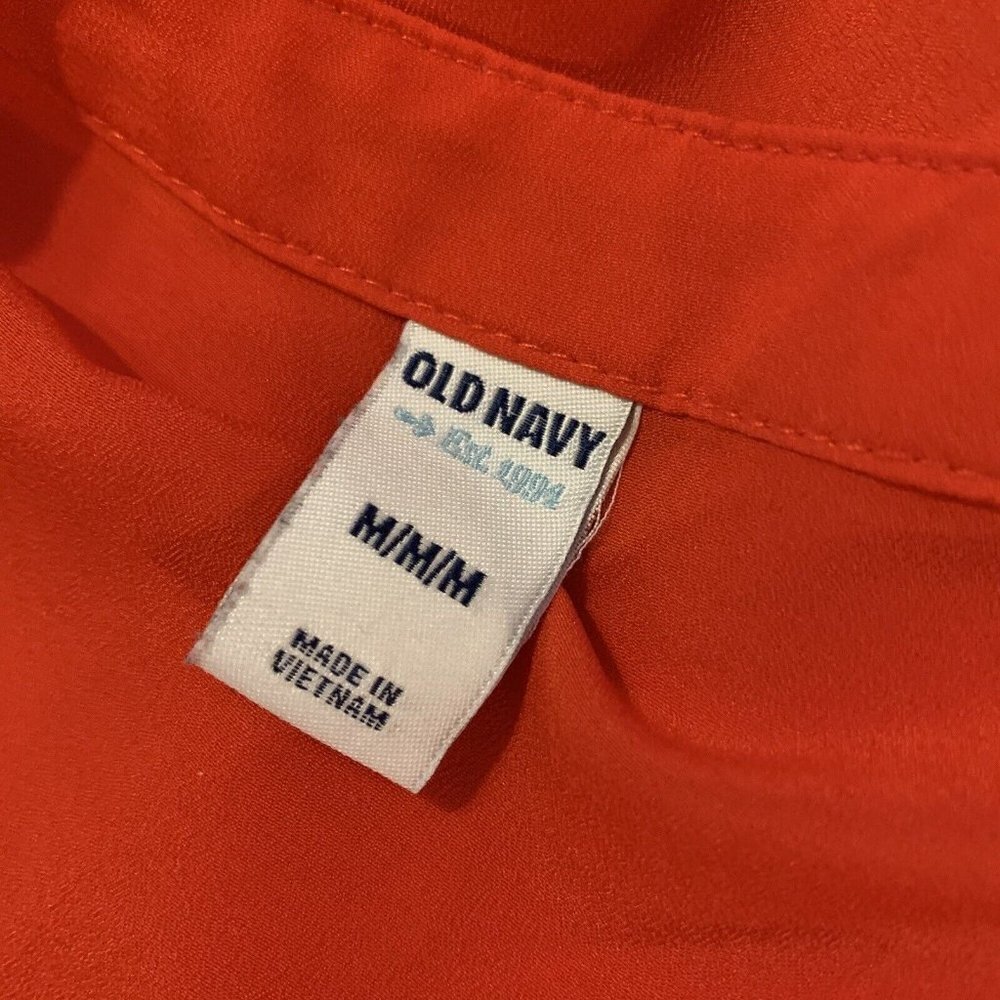 OLD NAVY
Est. 1994
M/M/M
MADE IN
VIETNAM